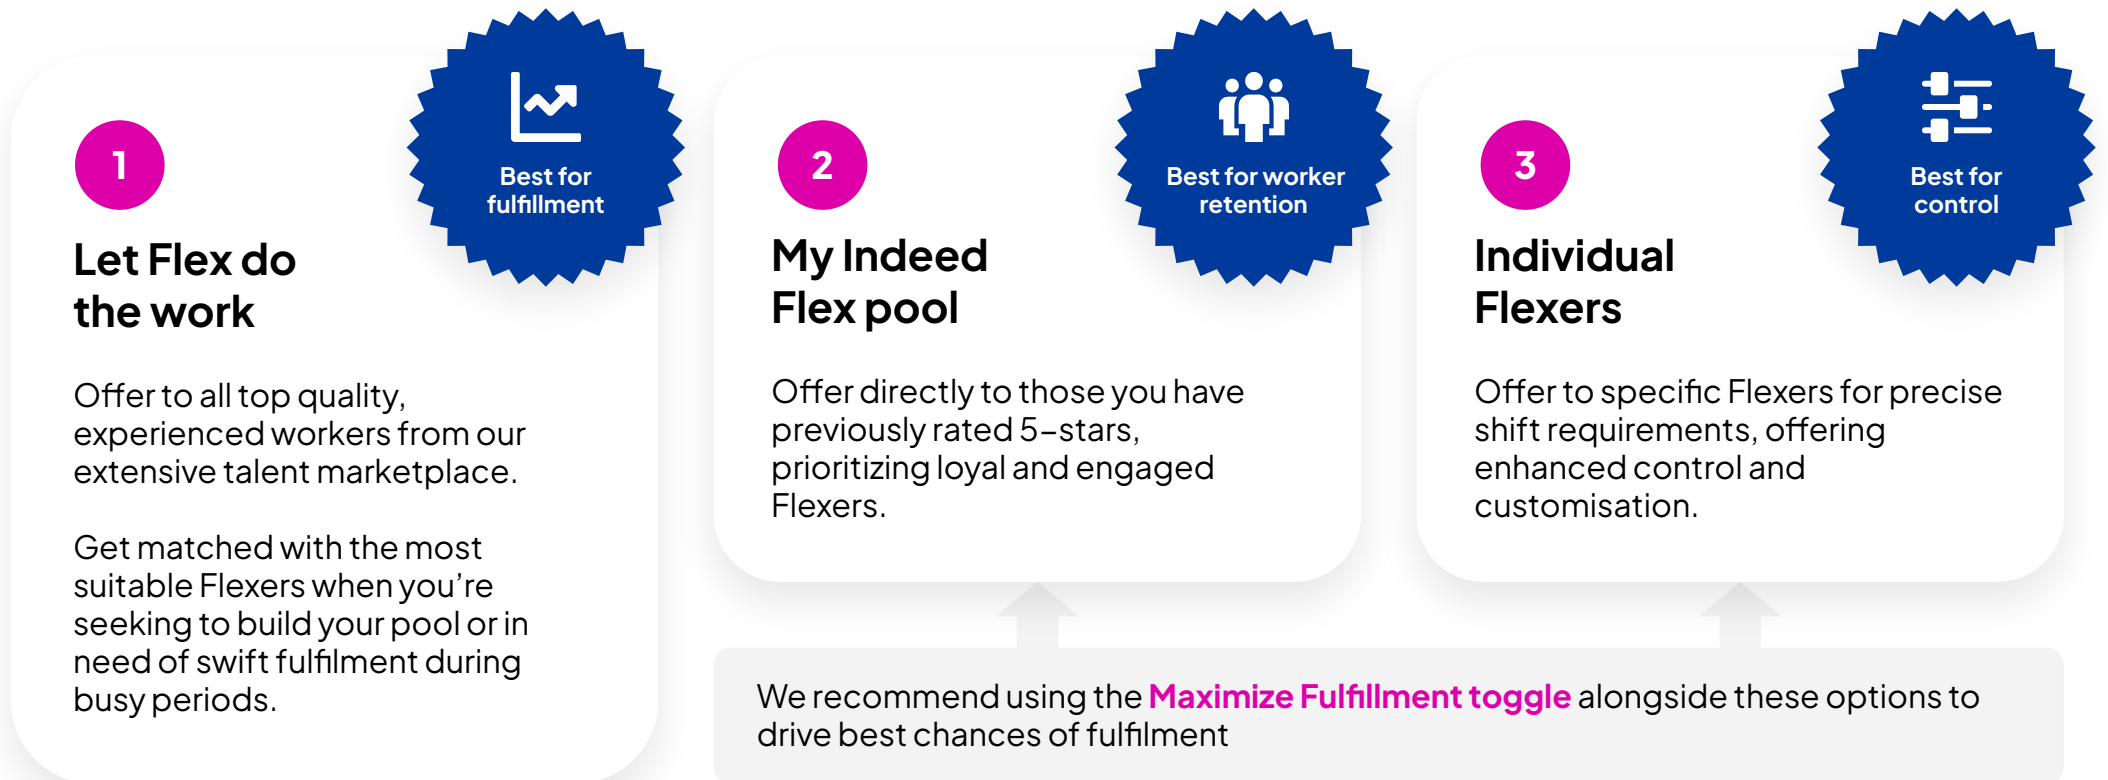 1
Best for
fulfillment
Let Flex do
the work
Offer to all top quality,
experienced workers from our
extensive talent marketplace.
Get matched with the most
suitable Flexers when you’re
seeking to build your pool or in
need of swift fulfilment during
busy periods.
2
Best for worker
retention
My Indeed
Flex pool
Offer directly to those you have
previously rated 5–stars,
prioritizing loyal and engaged
Flexers.
3
Best for
control
Individual
Flexers
Offer to specific Flexers for precise
shift requirements, offering
enhanced control and
customisation.
We recommend using the Maximize Fulfillment toggle alongside these options to
drive best chances of fulfilment